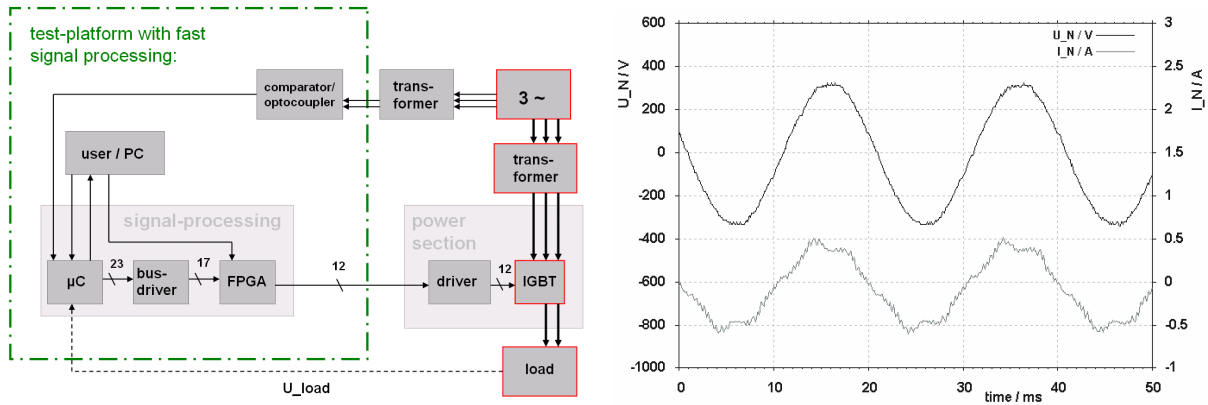 test-platform with fast
signal processing:
comparator/
optocoupler
trans-
former
3 ~
user / PC
trans-
former
signal-processing
power
section
µC
23
bus-
driver
17
FPGA
12
driver
12
IGBT
load
U_load
600
400
200
0
-200
-400
-600
-800
-1000
U_N / V
U_N / V
I_N / A
3
2.5
2
1.5
1
0.5
0
-0.5
-1
I_N / A
0
10
20
30
40
50
time / ms